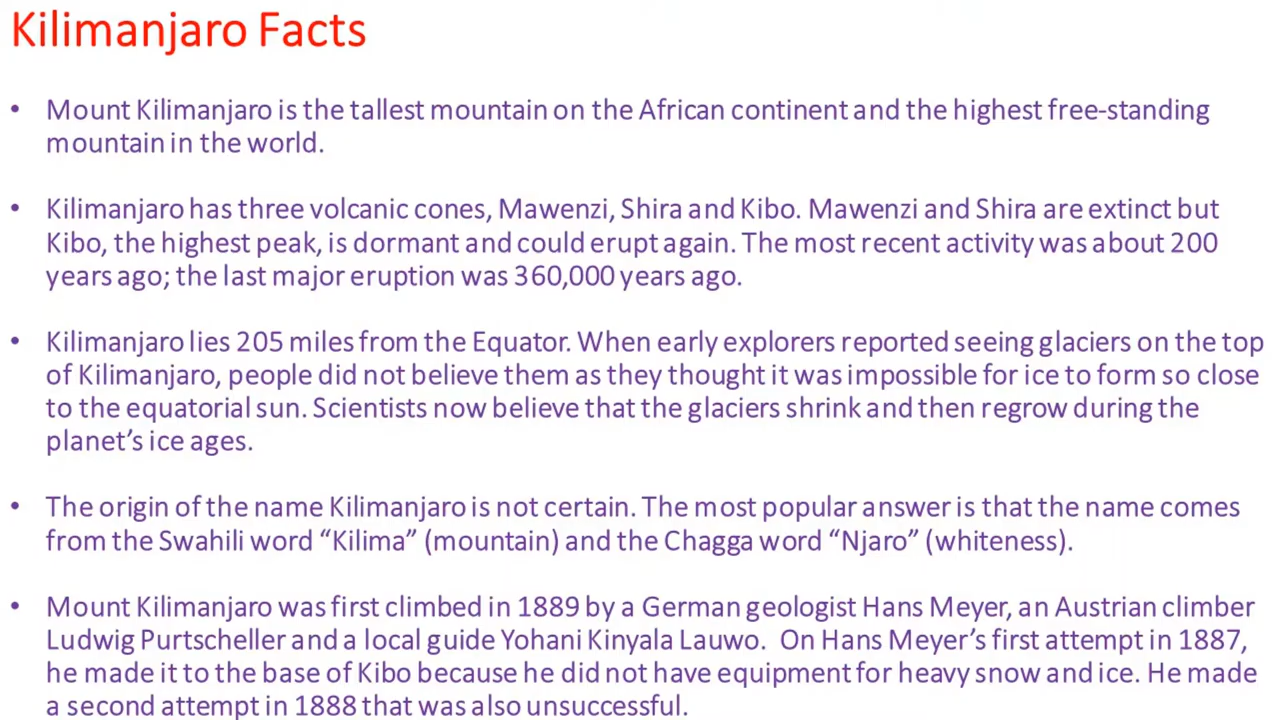 Kilimanjaro Facts
• Mount Kilimanjaro is the tallest mountain on the African continent and the highest free-standing
mountain in the world.
• Kilimanjaro has three volcanic cones, Mawenzi, Shira and Kibo. Mawenzi and Shira are extinct but
Kibo, the highest peak, is dormant and could erupt again. The most recent activity was about 200
years ago; the last major eruption was 360,000 years ago.
• Kilimanjaro lies 205 miles from the Equator. When early explorers reported seeing glaciers on the top
of Kilimanjaro, people did not believe them as they thought it was impossible for ice to form so close
to the equatorial sun. Scientists now believe that the glaciers shrink and then regrow during the
planet’s ice ages.
• The origin of the name Kilimanjaro is not certain. The most popular answer is that the name comes
from the Swahili word “Kilima” (mountain) and the Chagga word “Njaro” (whiteness).
• Mount Kilimanjaro was first climbed in 1889 by a German geologist Hans Meyer, an Austrian climber
Ludwig Purtscheller and a local guide Yohani Kinyala Lauwo. On Hans Meyer’s first attempt in 1887,
he made it to the base of Kibo because he did not have equipment for heavy snow and ice. He made
a second attempt in 1888 that was also unsuccessful.